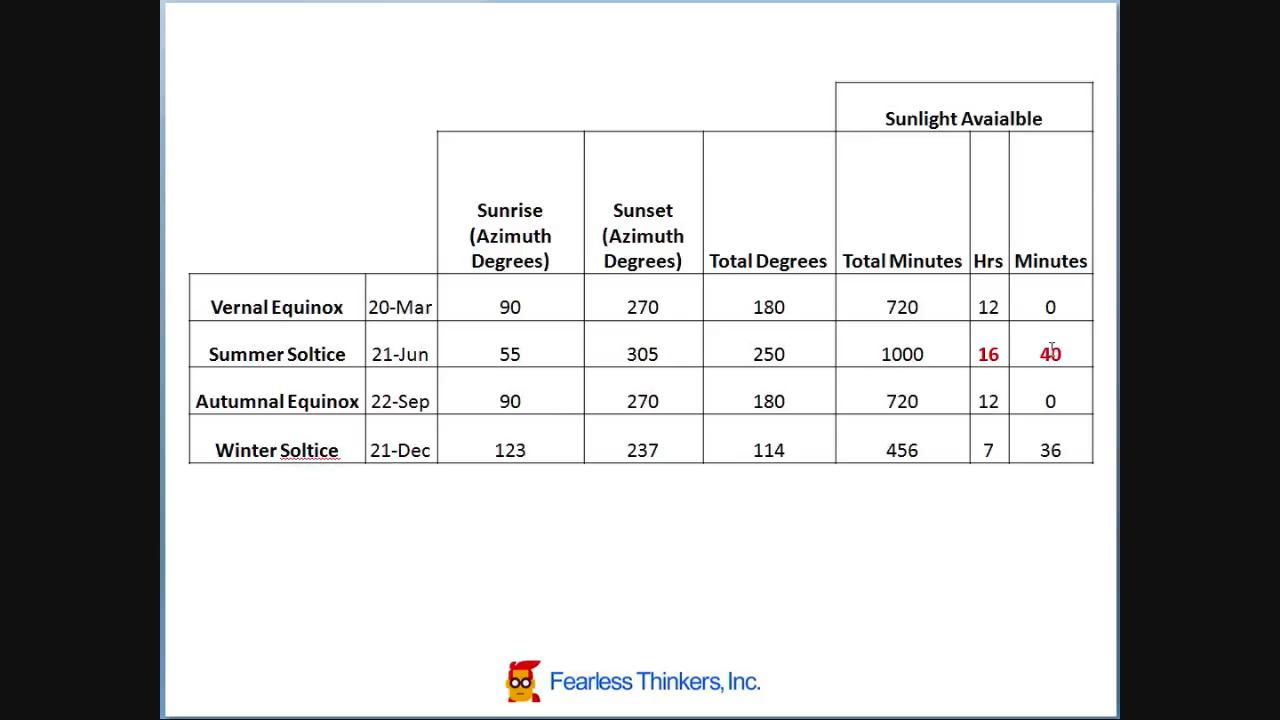 Sunlight Avaialble
Sunrise
(Azimuth
Degrees)
Sunset
(Azimuth
Degrees)
Total Degrees
Total Minutes
Hrs
Minutes
Vernal Equinox 20-Mar 90 270 180 720 12 0
Summer Soltice 21-Jun 55 305 250 1000 16 40
Autumnal Equinox 22-Sep 90 270 180 720 12 0
Winter Soltice 21-Dec 123 237 114 456 7 36
Fearless Thinkers, Inc.